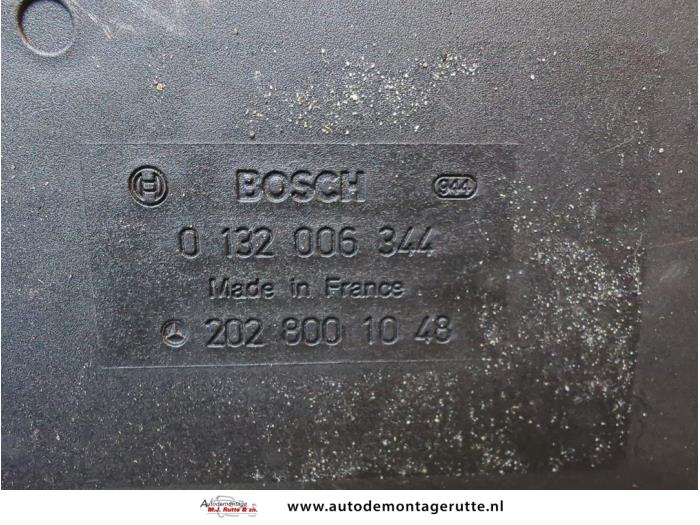 BOSCH 944
0 132 006 344
Made in France
202 800 10 48
Autodemontage
M.J. Rutte & zn.
www.autodemontagerutte.nl